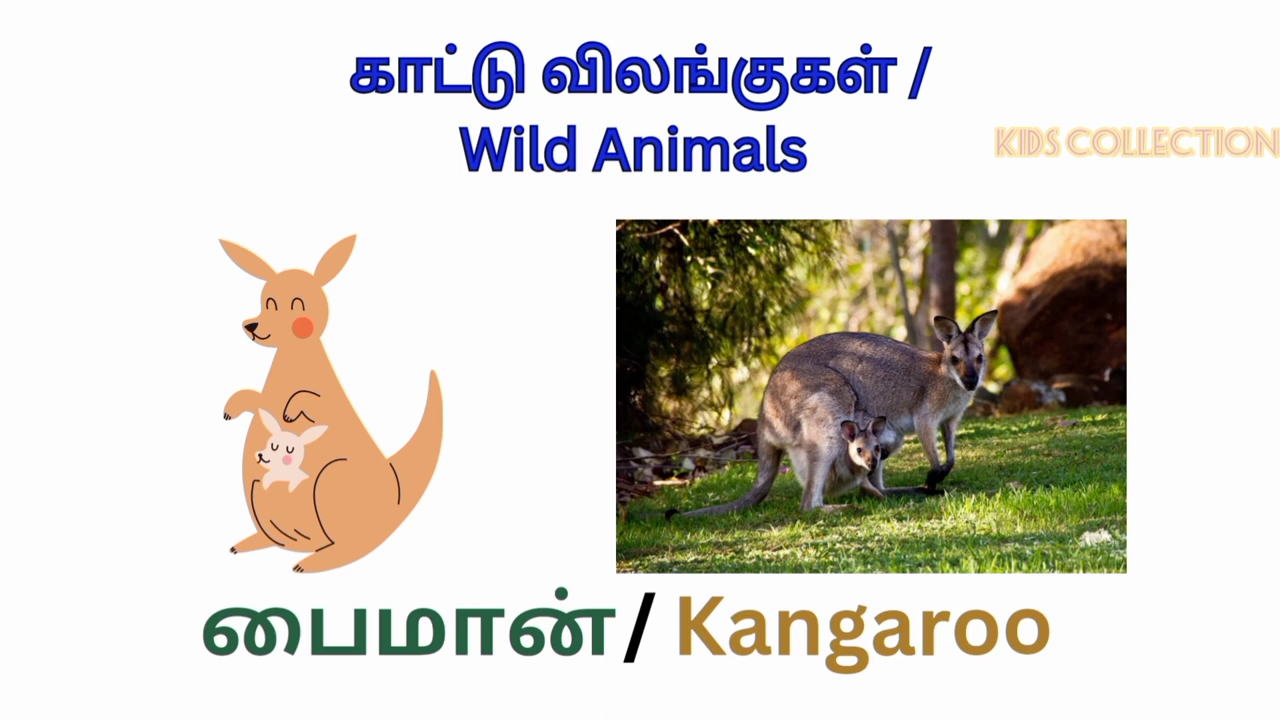 காட்டு விலங்குகள் /
Wild Animals
KIDS COLLECTION
பைமான் / Kangaroo